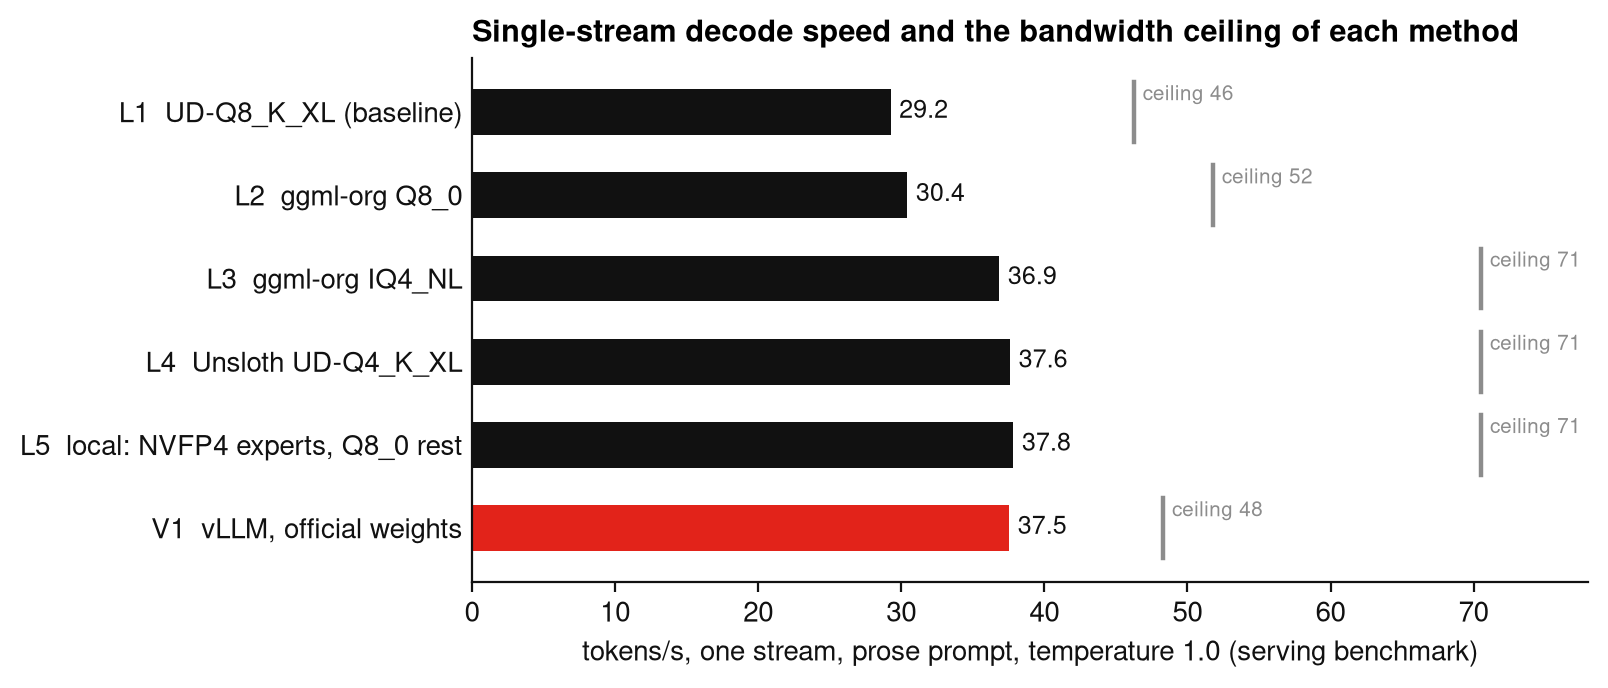 Single-stream decode speed and the bandwidth ceiling of each method
L1 UD-Q8_K_XL (baseline) 29.2 ceiling 46
L2 ggml-org Q8_0 30.4 ceiling 52
L3 ggml-org IQ4_NL 36.9 ceiling 71
L4 Unsloth UD-Q4_K_XL 37.6 ceiling 71
L5 local: NVFP4 experts, Q8_0 rest 37.8 ceiling 71
V1 vLLM, official weights 37.5 ceiling 48
0 10 20 30 40 50 60 70
tokens/s, one stream, prose prompt, temperature 1.0 (serving benchmark)